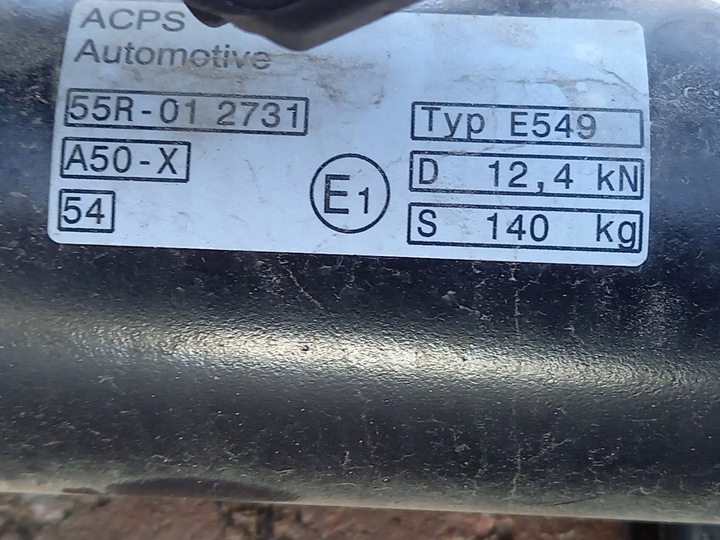 ACPS
Automotive
55R-01 2731
A50-X
54
E1
Typ E549
D 12,4 kN
S 140 kg